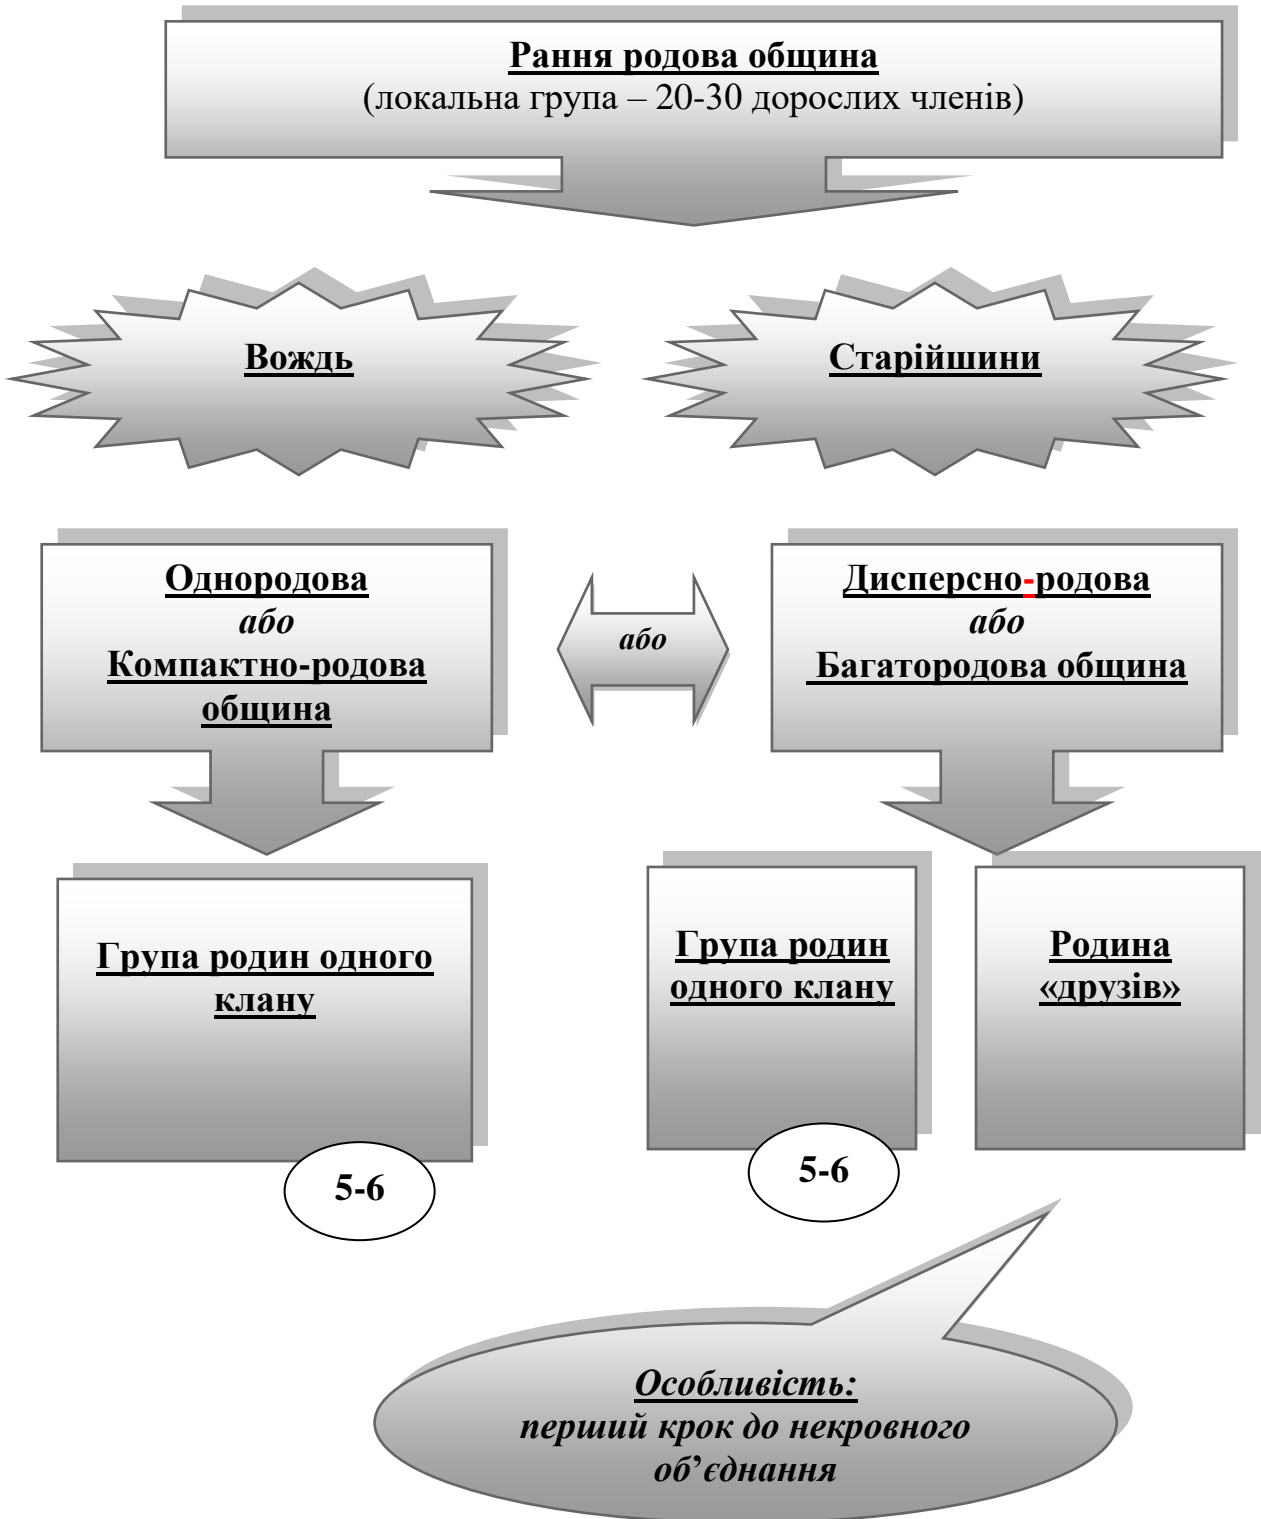 Рання родова община
(локальна група – 20-30 дорослих членів)
Вождь
Старійшини
Однородова
або
Компактно-родова
община
або
Дисперсно-родова
або
Багатородова община
Група родин одного
клану
5-6
Група родин
одного клану
5-6
Родина
«друзів»
Особливість:
перший крок до некровного
об’єднання